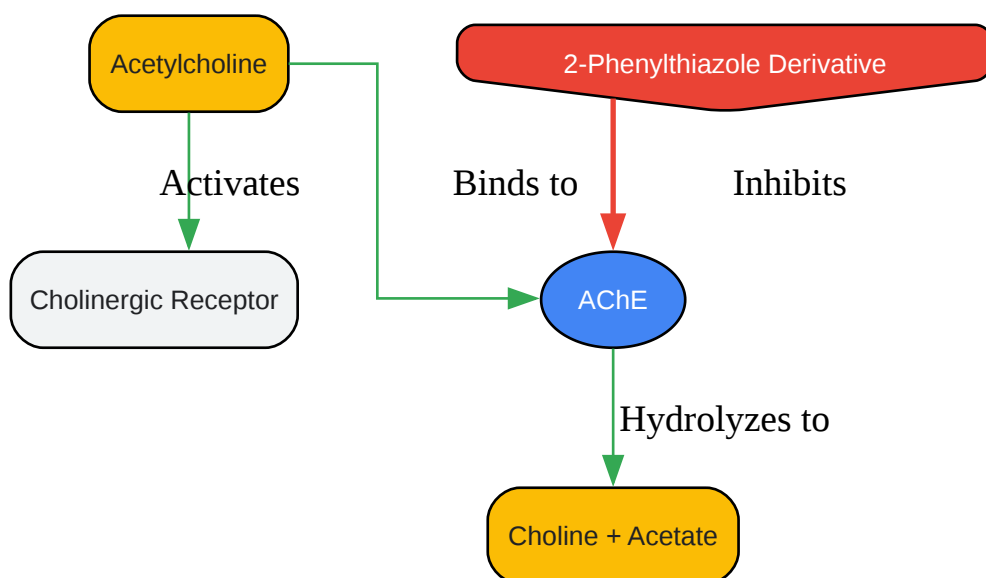 Acetylcholine
2-Phenylthiazole Derivative
Activates
Binds to
Inhibits
Cholinergic Receptor
AChE
Hydrolyzes to
Choline + Acetate